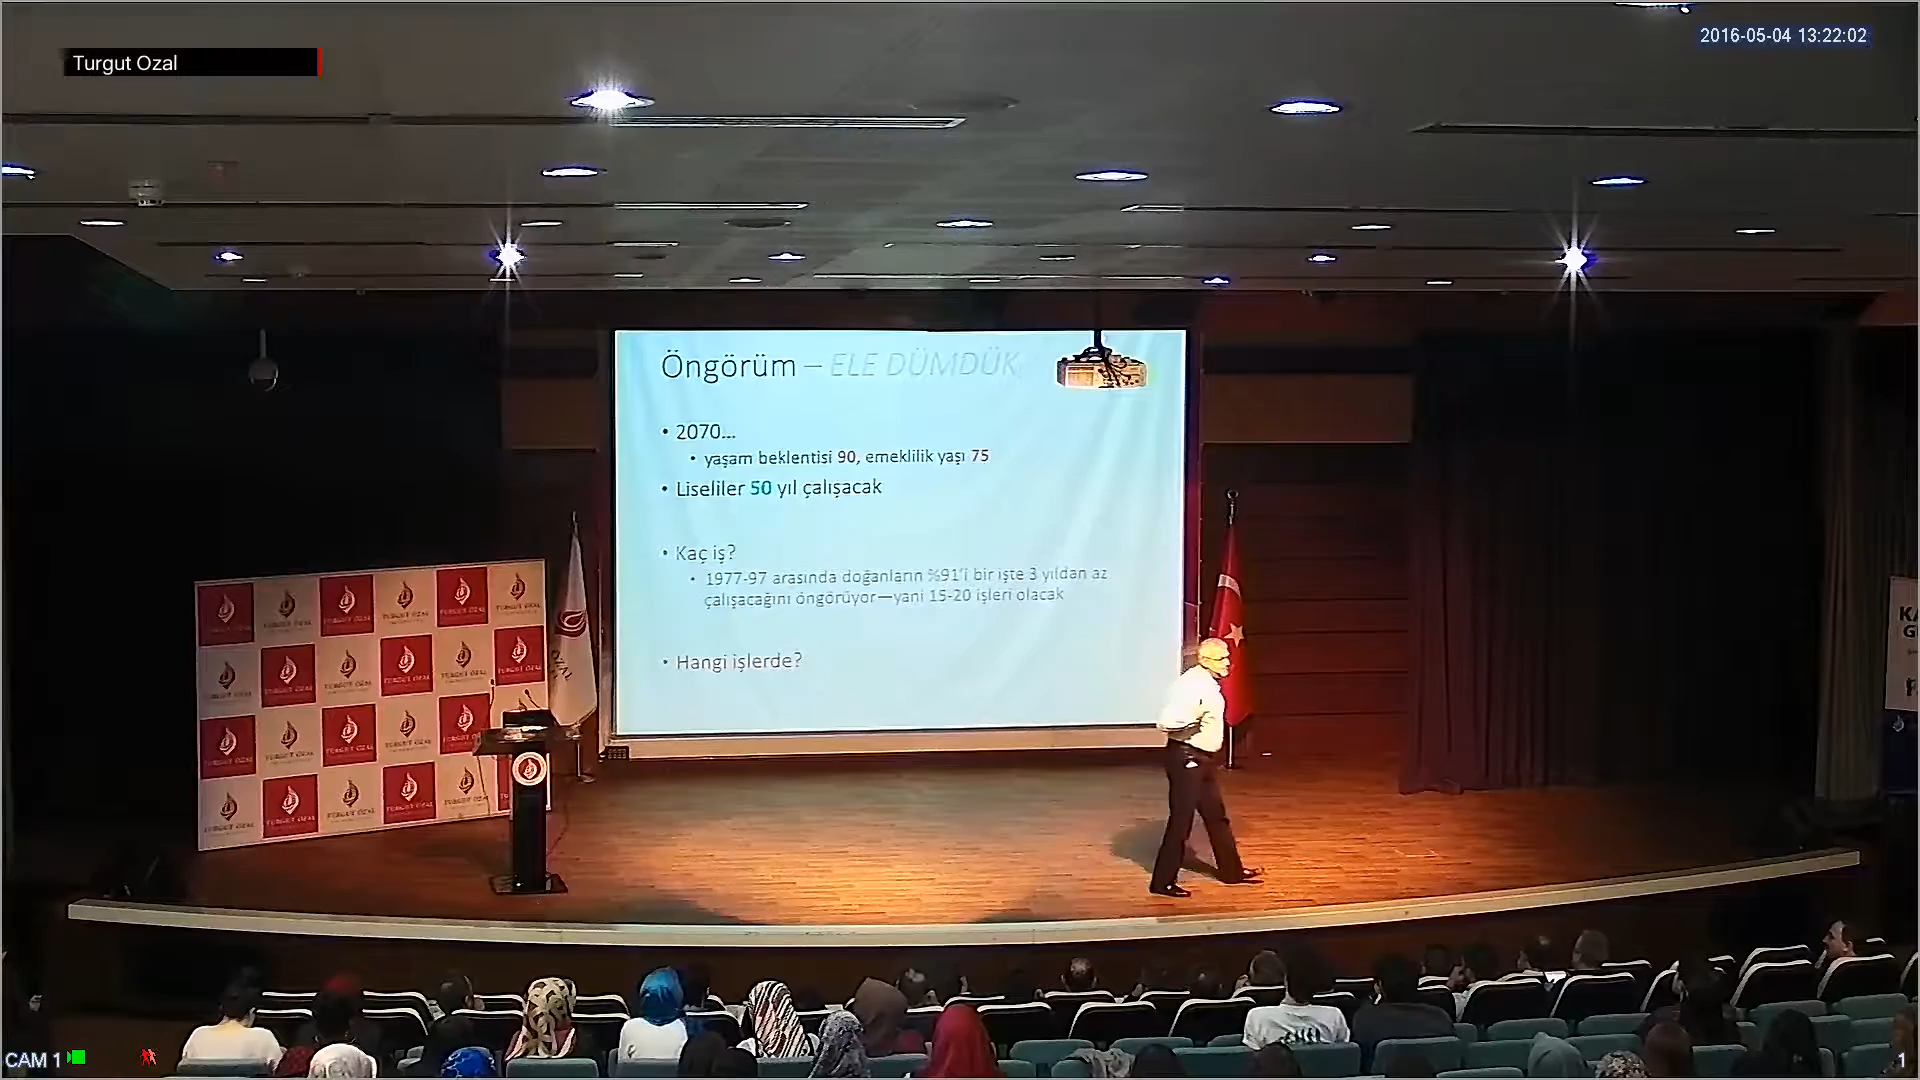 2016-05-04 13:22:02
Turgut Ozal
Öngörüm – ELE DÜMDÜK
• 2070...
• yaşam beklentisi 90, emeklilik yaşı 75
• Liseliler 50 yıl çalışacak
• Kaç iş?
• 1977-97 arasında doğanların %91'i bir işte 3 yıldan az
çalışacağını öngörüyor—yani 15-20 işleri olacak
• Hangi işlerde?
TURGUT ÖZAL
CAM 1
1